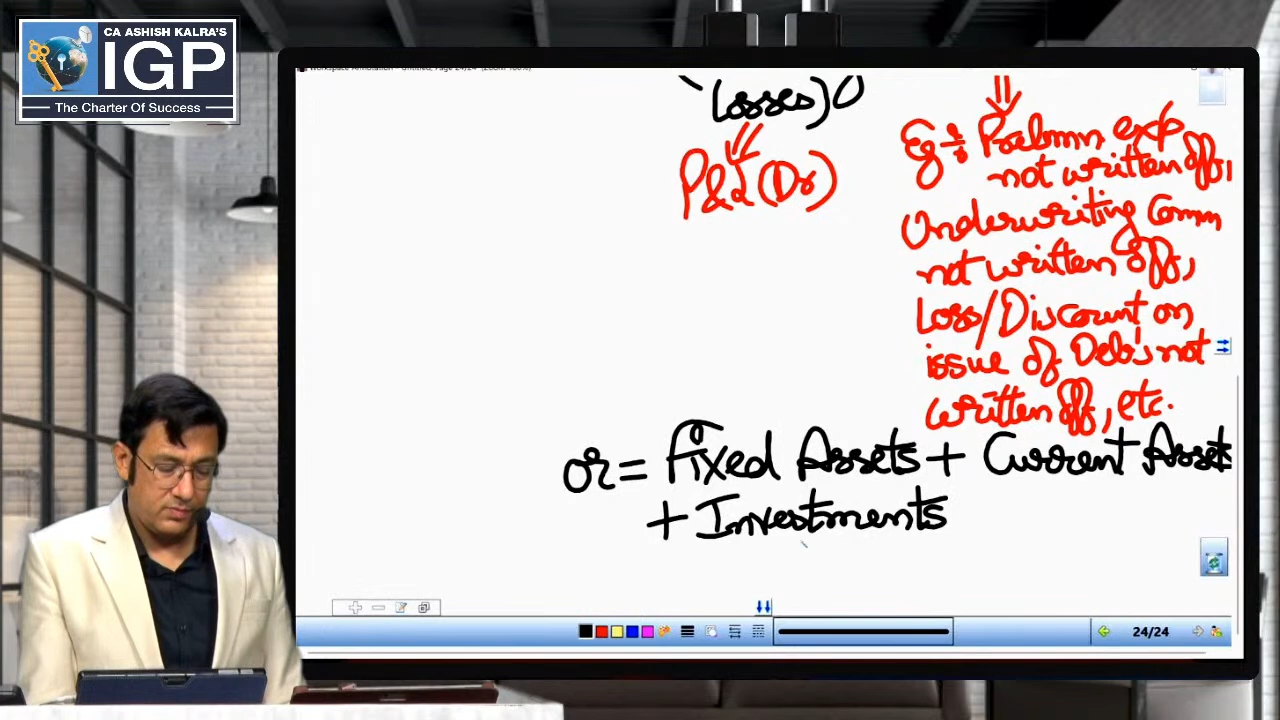 CA ASHISH KALRA'S
IGP
The Charter Of Success
Losses)
P&L (Dr)
Eg :- Prelimn. exp
not written off,
Underwriting Comm
not written off,
Loss/Discount on
issue of Deb's not
written off, etc.
or = Fixed Assets + Current Assets
+ Investments
24/24